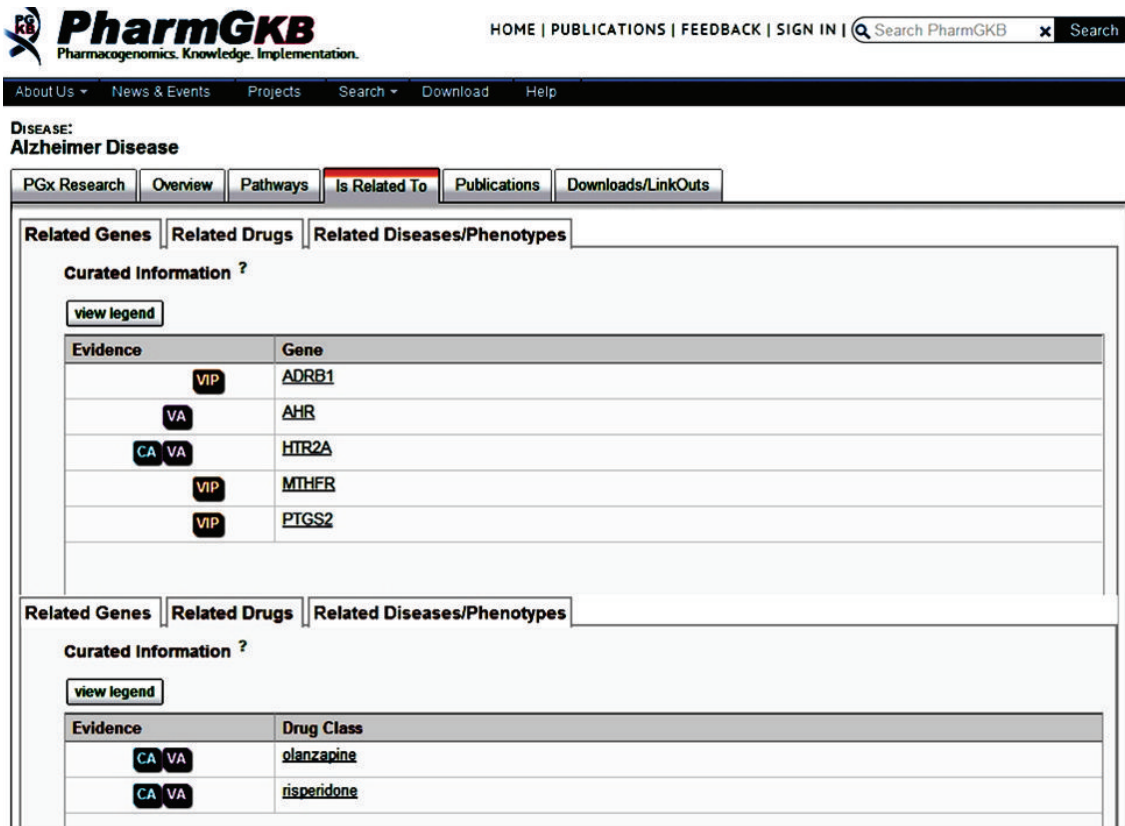 PG
KB
PharmGKB
Pharmacogenomics. Knowledge. Implementation.
HOME | PUBLICATIONS | FEEDBACK | SIGN IN | Search PharmGKB x Search
About Us News & Events Projects Search Download Help
DISEASE:
Alzheimer Disease
PGx Research Overview Pathways Is Related To Publications Downloads/LinkOuts
Related Genes Related Drugs Related Diseases/Phenotypes
Curated Information ?
view legend
Evidence Gene
VIP ADRB1
VA AHR
CA VA HTR2A
VIP MTHFR
VIP PTGS2
Related Genes Related Drugs Related Diseases/Phenotypes
Curated Information ?
view legend
Evidence Drug Class
CA VA olanzapine
CA VA risperidone